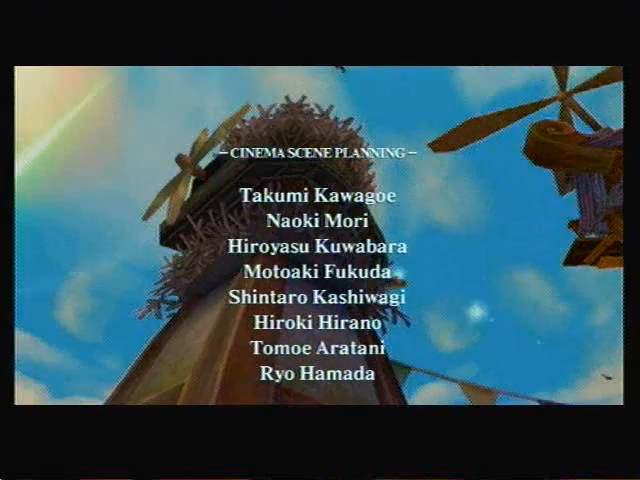 – CINEMA SCENE PLANNING –
Takumi Kawagoe
Naoki Mori
Hiroyasu Kuwabara
Motoaki Fukuda
Shintaro Kashiwagi
Hiroki Hirano
Tomoe Aratani
Ryo Hamada